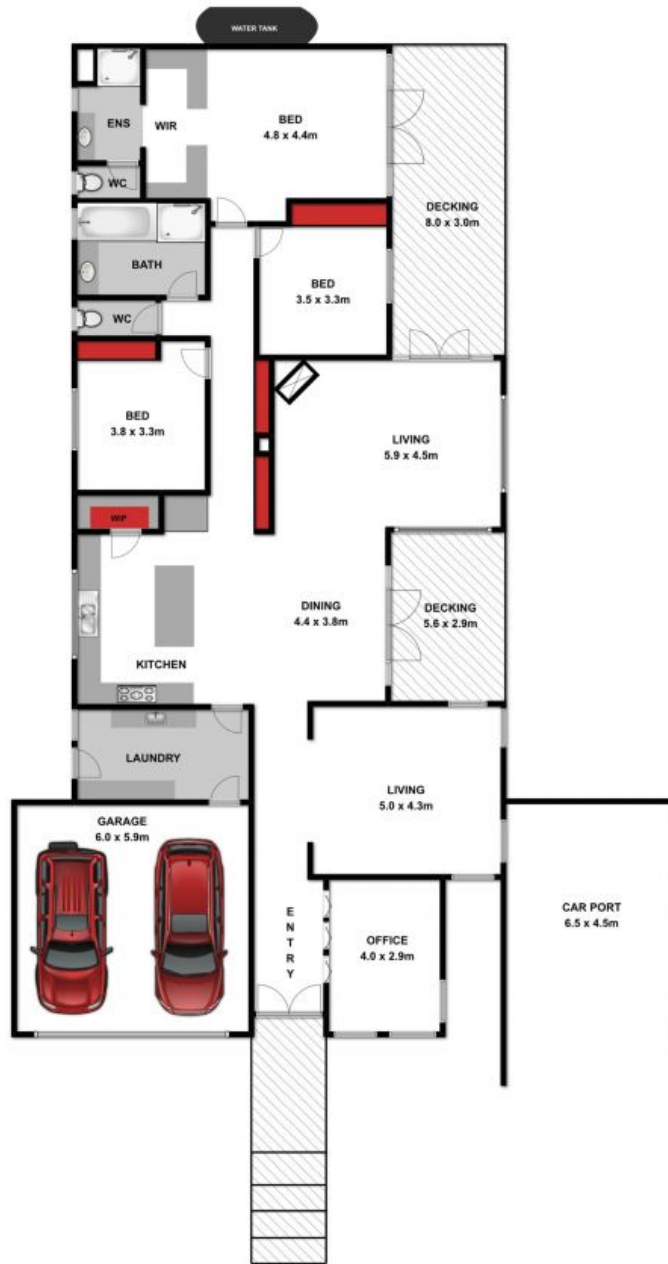 WATER TANK
ENS
WIR
BED
4.8 x 4.4m
WC
DECKING
8.0 x 3.0m
BATH
BED
3.5 x 3.3m
WC
BED
3.8 x 3.3m
LIVING
5.9 x 4.5m
WIP
DINING
4.4 x 3.8m
DECKING
5.6 x 2.9m
KITCHEN
LAUNDRY
LIVING
5.0 x 4.3m
GARAGE
6.0 x 5.9m
CAR PORT
6.5 x 4.5m
ENTRY
OFFICE
4.0 x 2.9m